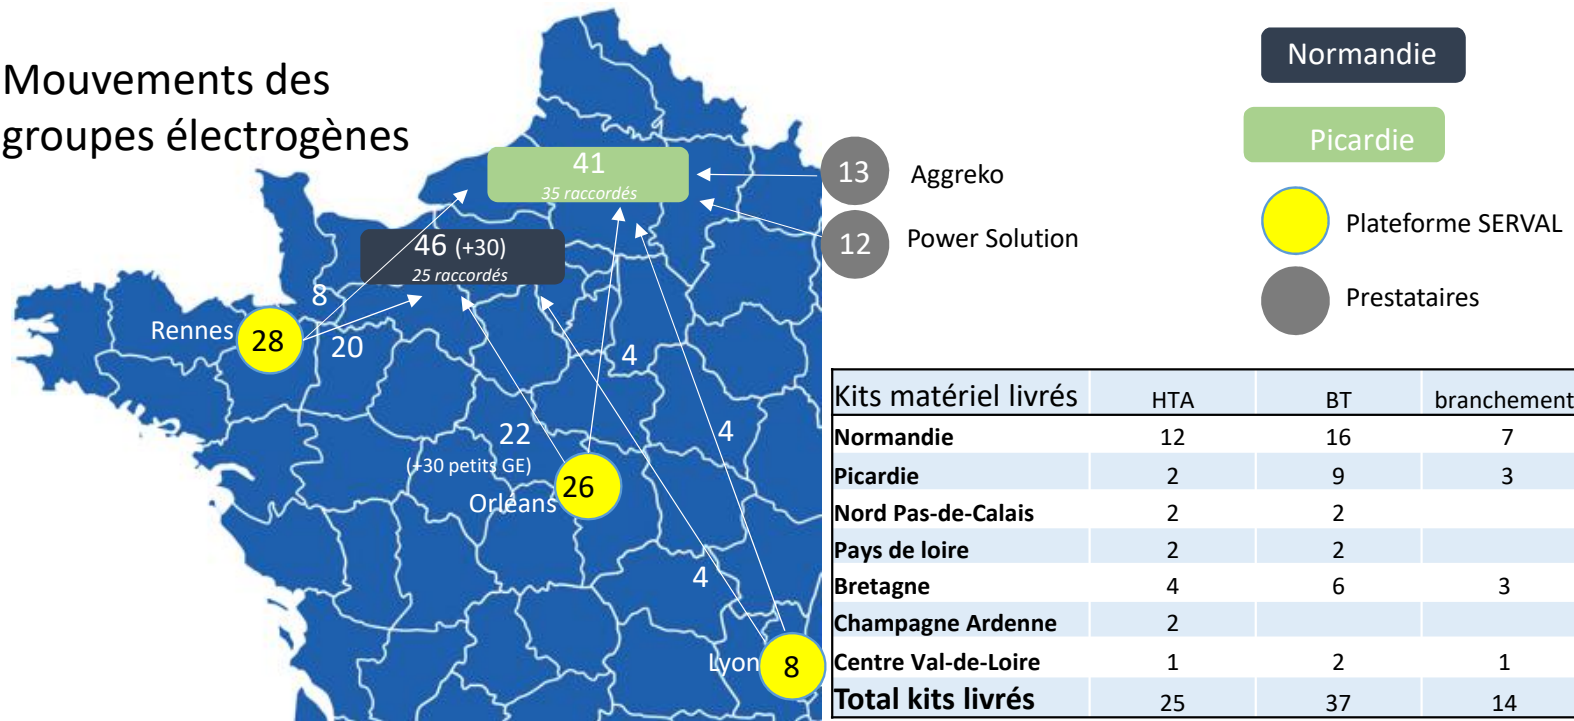 Mouvements des
groupes électrogènes
41
35 raccordés
46 (+30)
25 raccordés
8
Rennes
28
20
4
22
(+30 petits GE)
4
Orléans
26
4
Lyon
8
13
Aggreko
12
Power Solution
Normandie
Picardie
Plateforme SERVAL
Prestataires
Kits matériel livrés HTA BT branchement
Normandie 12 16 7
Picardie 2 9 3
Nord Pas-de-Calais 2 2
Pays de loire 2 2
Bretagne 4 6 3
Champagne Ardenne 2
Centre Val-de-Loire 1 2 1
Total kits livrés 25 37 14